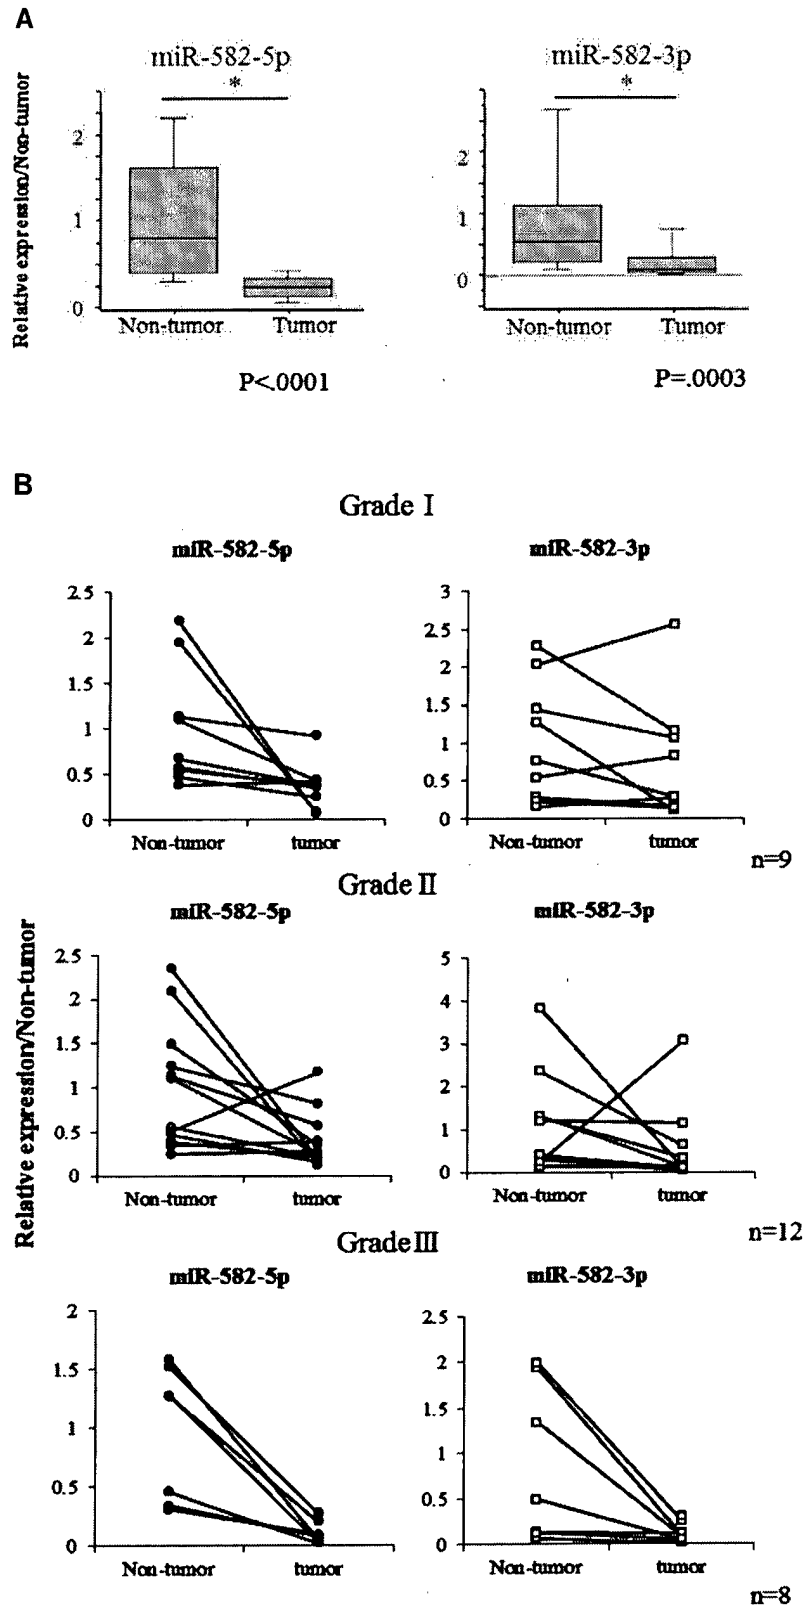 A
miR-582-5p
miR-582-3p
*
*
Relative expression/Non-tumor
2
1
0
2
1
0
Non-tumor Tumor
Non-tumor Tumor
P<.0001
P=.0003
B
Grade I
miR-582-5p
miR-582-3p
2.5
2
1.5
1
0.5
0
3
2.5
2
1.5
1
0.5
0
Non-tumor tumor
Non-tumor tumor
n=9
Grade II
miR-582-5p
miR-582-3p
Relative expression/Non-tumor
2.5
2
1.5
1
0.5
0
5
4
3
2
1
0
Non-tumor tumor
Non-tumor tumor
n=12
Grade III
miR-582-5p
miR-582-3p
2
1.5
1
0.5
0
2.5
2
1.5
1
0.5
0
Non-tumor tumor
Non-tumor tumor
n=8